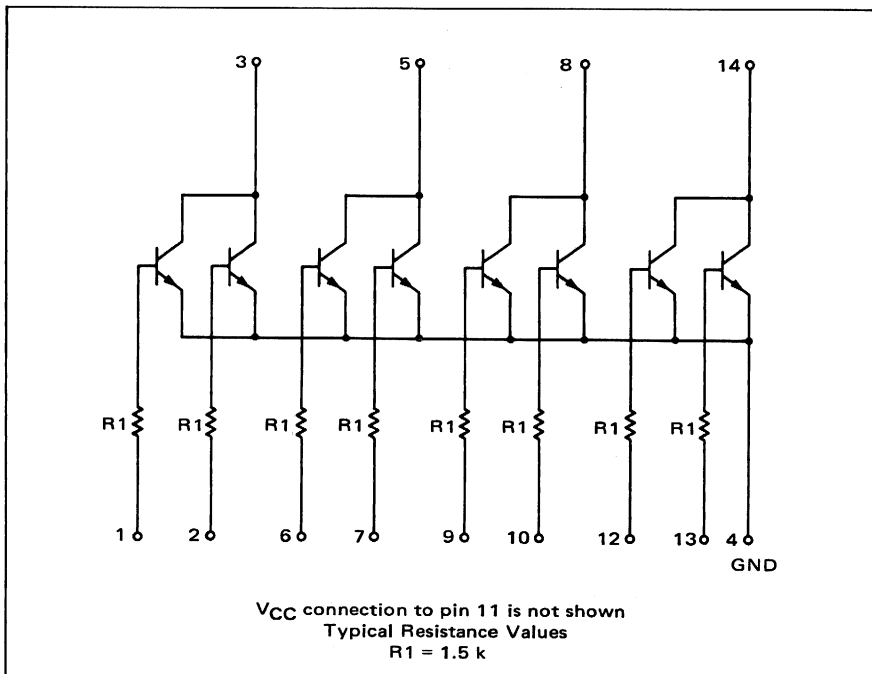 3 5 8 14
R1 R1 R1 R1 R1 R1 R1 R1
1 2 6 7 9 10 12 13 4
GND
VCC connection to pin 11 is not shown
Typical Resistance Values
R1 = 1.5 k